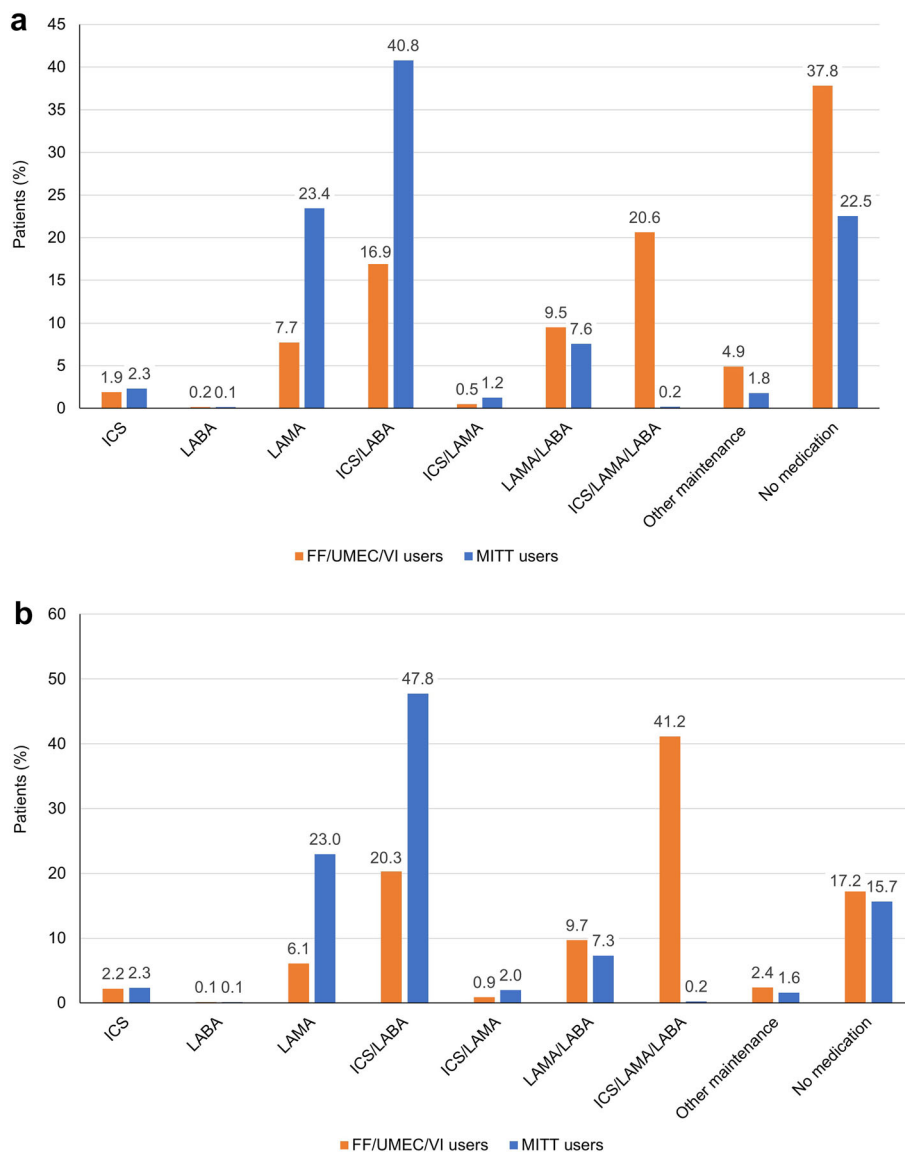 a
Patients (%)
45
40
35
30
25
20
15
10
5
0
1.9 2.3
0.2 0.1
7.7 23.4
16.9 40.8
0.5 1.2
9.5 7.6
20.6 0.2
4.9 1.8
37.8 22.5
ICS
LABA
LAMA
ICS/LABA
ICS/LAMA
LAMA/LABA
ICS/LAMA/LABA
Other maintenance
No medication
FF/UMEC/VI users MITT users
b
Patients (%)
60
50
40
30
20
10
0
2.2 2.3
0.1 0.1
6.1 23.0
20.3 47.8
0.9 2.0
9.7 7.3
41.2 0.2
2.4 1.6
17.2 15.7
ICS
LABA
LAMA
ICS/LABA
ICS/LAMA
LAMA/LABA
ICS/LAMA/LABA
Other maintenance
No medication
FF/UMEC/VI users MITT users